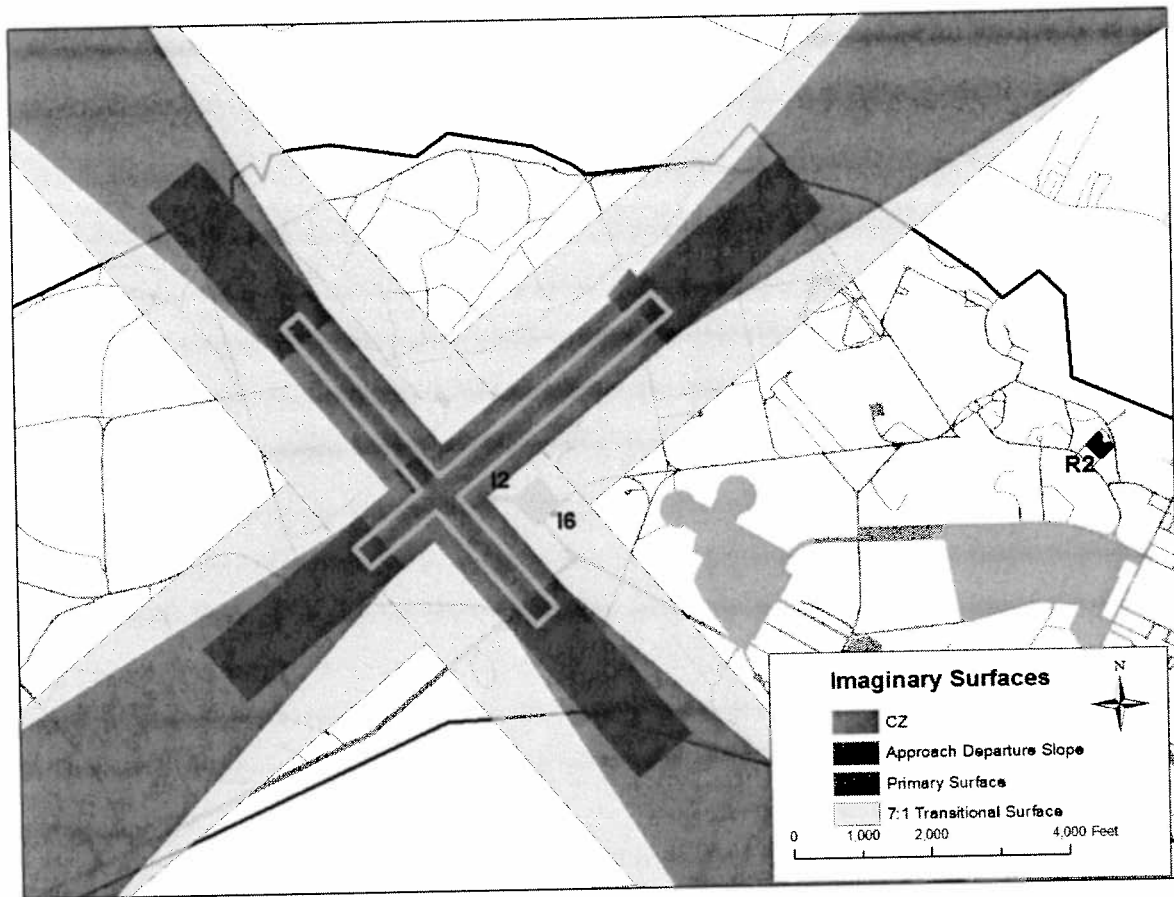 I2
I6
R2
Imaginary Surfaces
N
CZ
Approach Departure Slope
Primary Surface
7:1 Transitional Surface
0 1,000 2,000 4,000 Feet